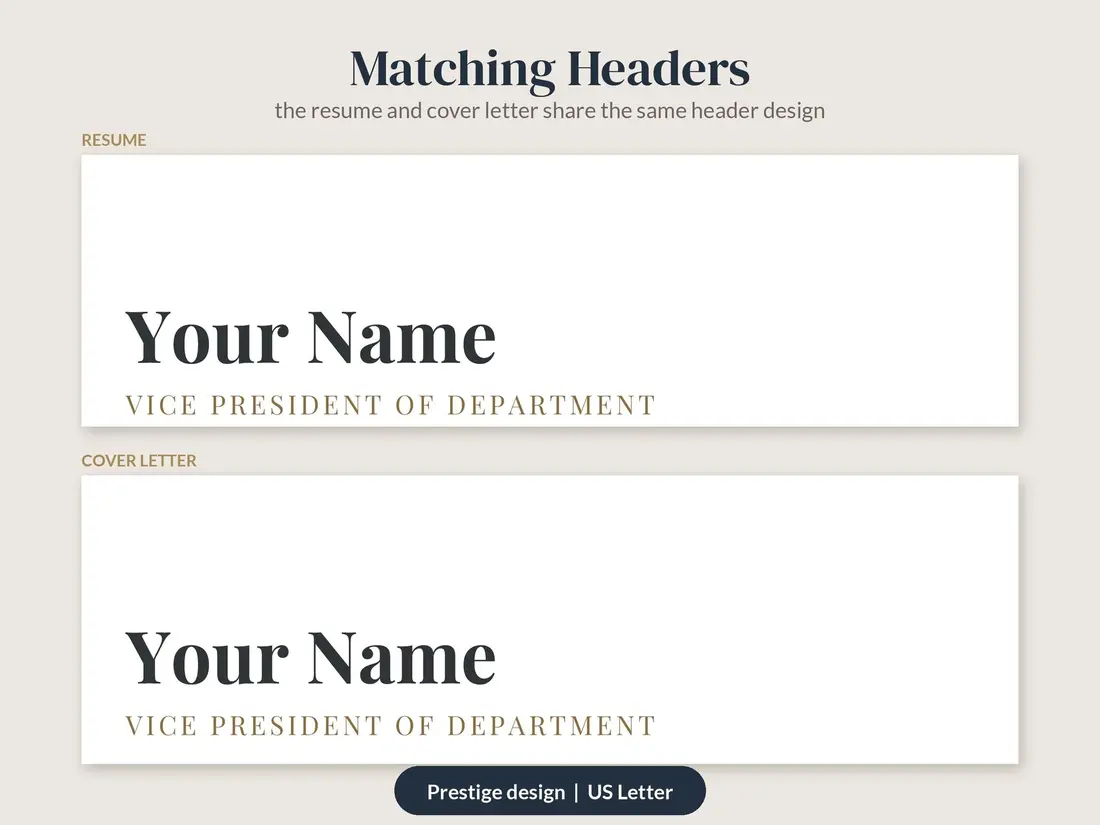 Matching Headers
the resume and cover letter share the same header design
RESUME
Your Name
VICE PRESIDENT OF DEPARTMENT
COVER LETTER
Your Name
VICE PRESIDENT OF DEPARTMENT
Prestige design | US Letter